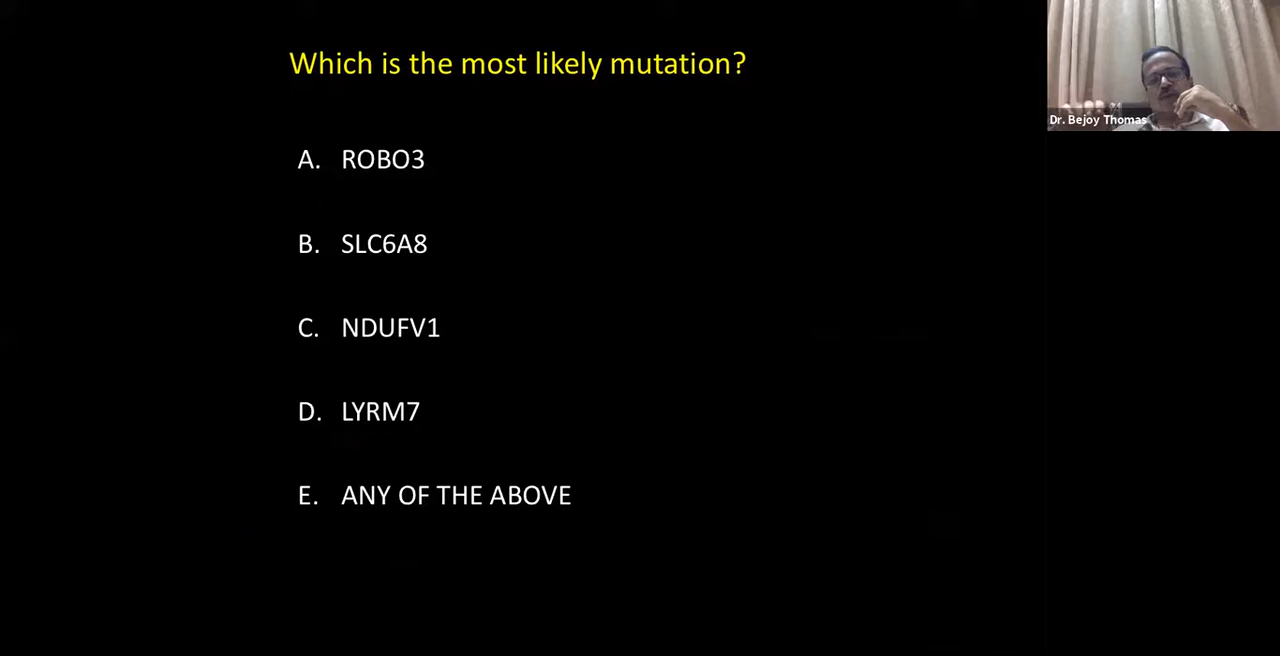 Which is the most likely mutation?
Dr. Bejoy Thomas
A. ROBO3
B. SLC6A8
C. NDUFV1
D. LYRM7
E. ANY OF THE ABOVE